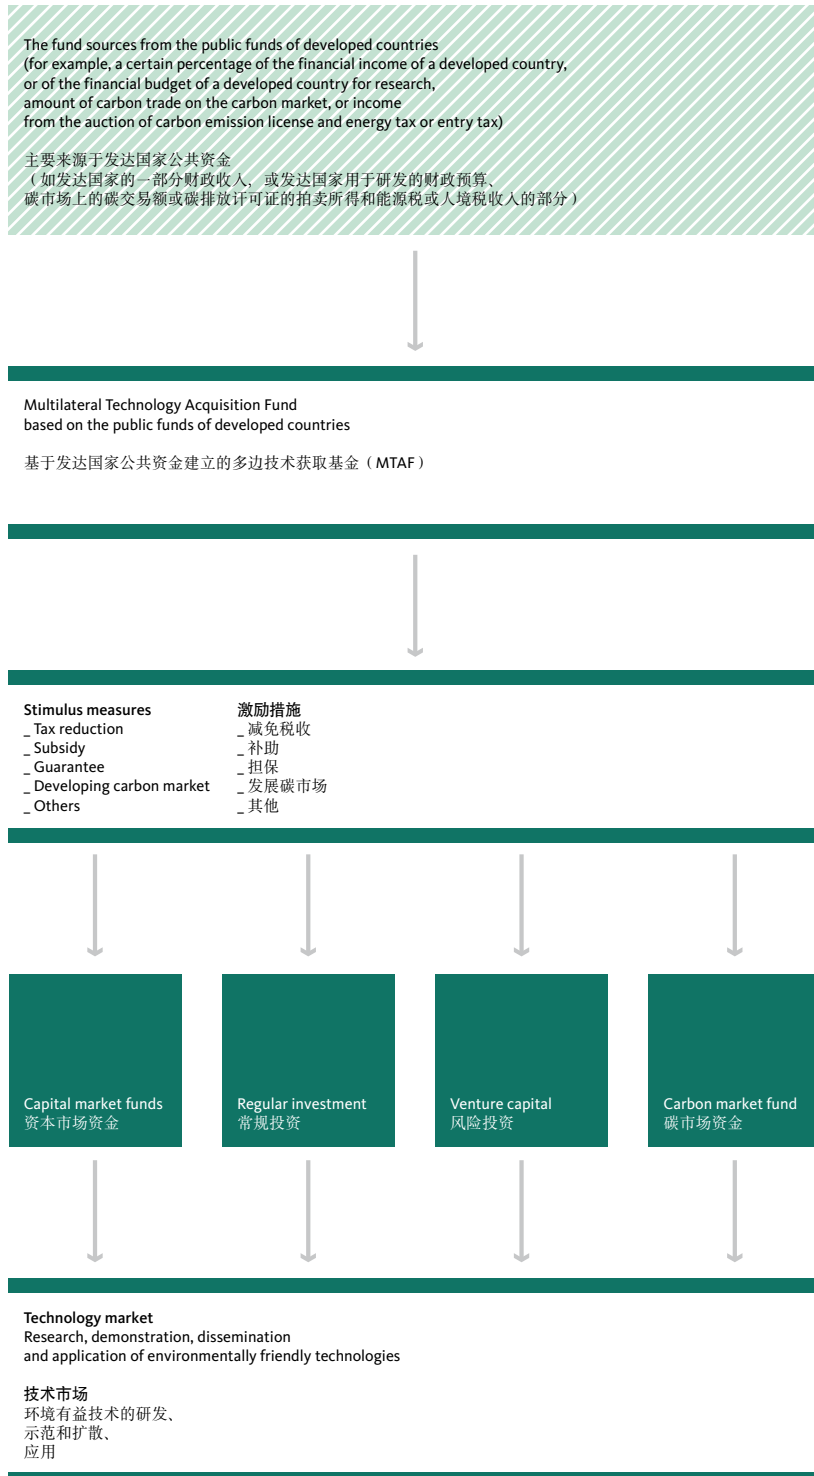 The fund sources from the public funds of developed countries
(for example, a certain percentage of the financial income of a developed country,
or of the financial budget of a developed country for research,
amount of carbon trade on the carbon market, or income
from the auction of carbon emission license and energy tax or entry tax)
主要来源于发达国家公共资金
（如发达国家的一部分财政收入，或发达国家用于研发的财政预算、
碳市场上的碳交易额或碳排放计可证的拍卖所得和能源税或人境税收入的部分）
Multilateral Technology Acquisition Fund
based on the public funds of developed countries
基于发达国家公共资金建立的多边技术获取基金（MTAF）
Stimulus measures
_ Tax reduction
_ Subsidy
_ Guarantee
_ Developing carbon market
_ Others
激励措施
_ 减免税收
_ 补助
_ 担保
_ 发展碳市场
_ 其他
Capital market funds
资本市场资金
Regular investment
常规投资
Venture capital
风险投资
Carbon market fund
碳市场资金
Technology market
Research, demonstration, dissemination
and application of environmentally friendly technologies
技术市场
环境有益技术的研发、
示范和扩散、
应用